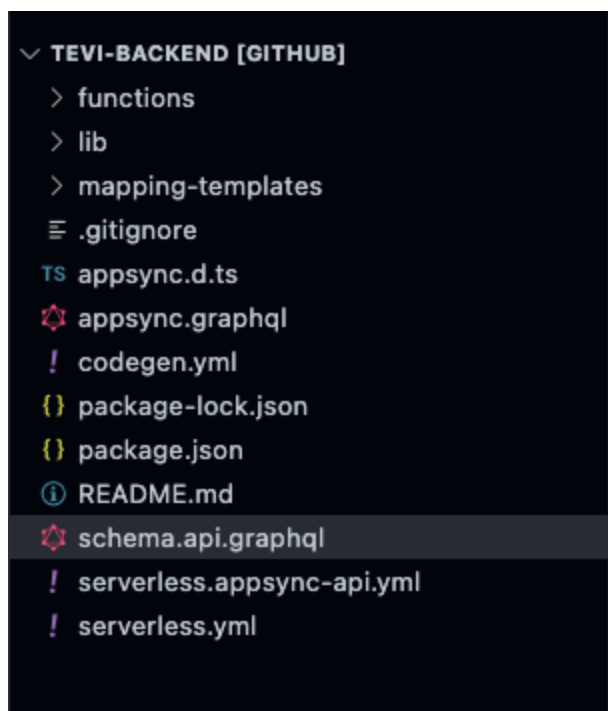 TEVI-BACKEND [GITHUB]
functions
lib
mapping-templates
.gitignore
TS appsync.d.ts
appsync.graphql
! codegen.yml
{} package-lock.json
{} package.json
README.md
schema.api.graphql
! serverless.appsync-api.yml
! serverless.yml